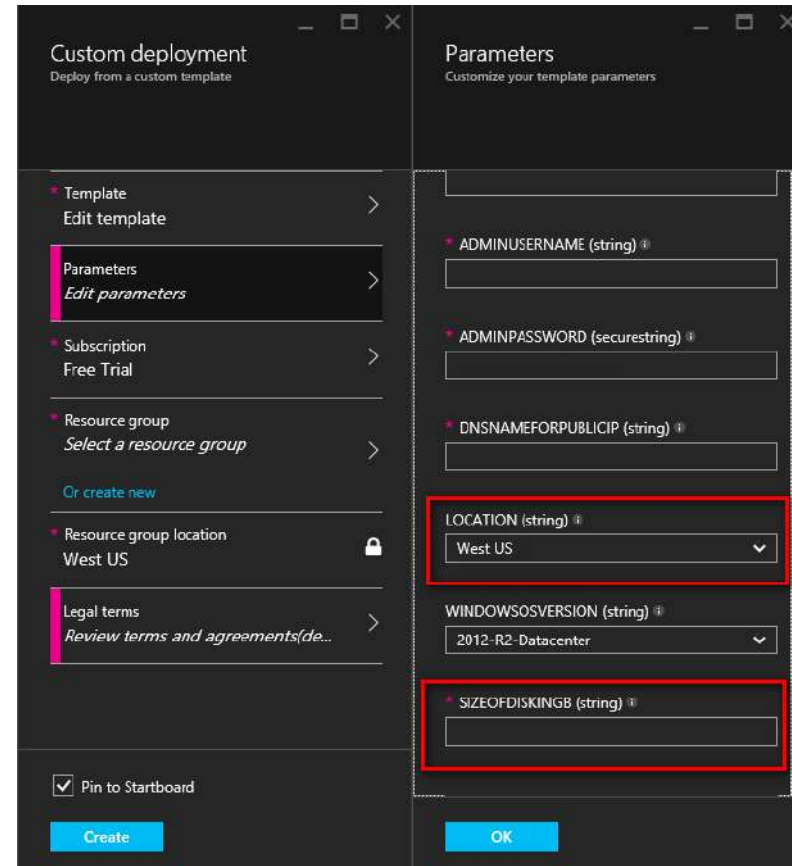 Custom deployment
Deploy from a custom template
* Template
Edit template
Parameters
Edit parameters
* Subscription
Free Trial
* Resource group
Select a resource group
Or create new
* Resource group location
West US
Legal terms
Review terms and agreements(de...
Pin to Startboard
Create
Parameters
Customize your template parameters
* ADMINUSERNAME (string)
* ADMINPASSWORD (securestring)
* DNSNAMEFORPUBLICIP (string)
LOCATION (string)
West US
WINDOWSOSVERSION (string)
2012-R2-Datacenter
* SIZEOFDISKINGB (string)
OK